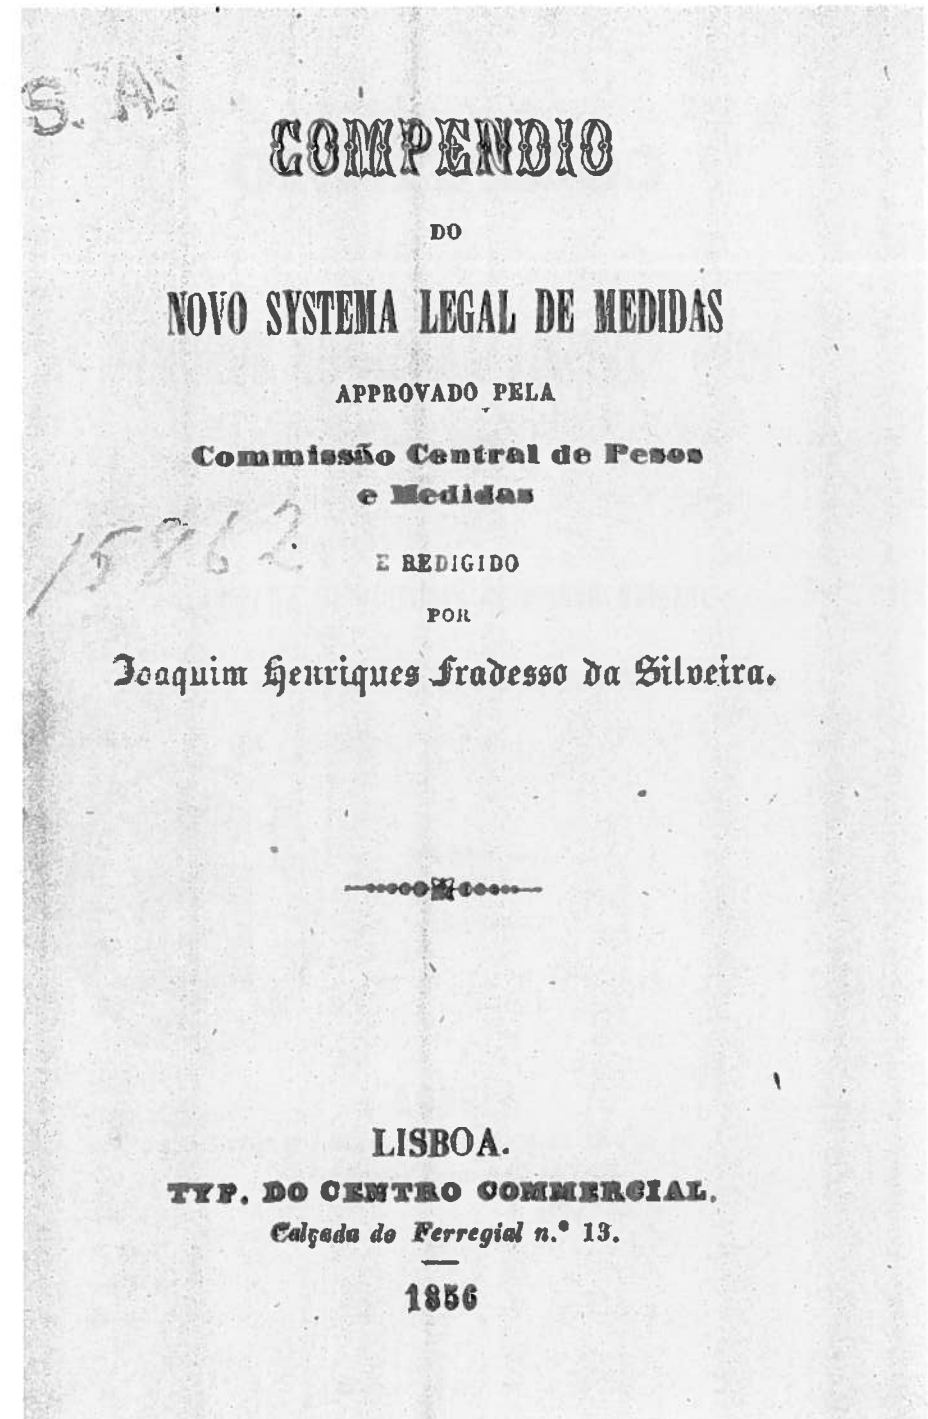 S. A.
COMPENDIO
DO
NOVO SYSTEMA LEGAL DE MEDIDAS
APPROVADO PELA
Commissão Central de Pesos
e Medidas
15862
E REDIGIDO
POR
Joaquim Henriques Fradesso da Silveira.
LISBOA.
TYP. DO CENTRO COMMERCIAL.
Calçada do Ferregial n.º 13.
1856